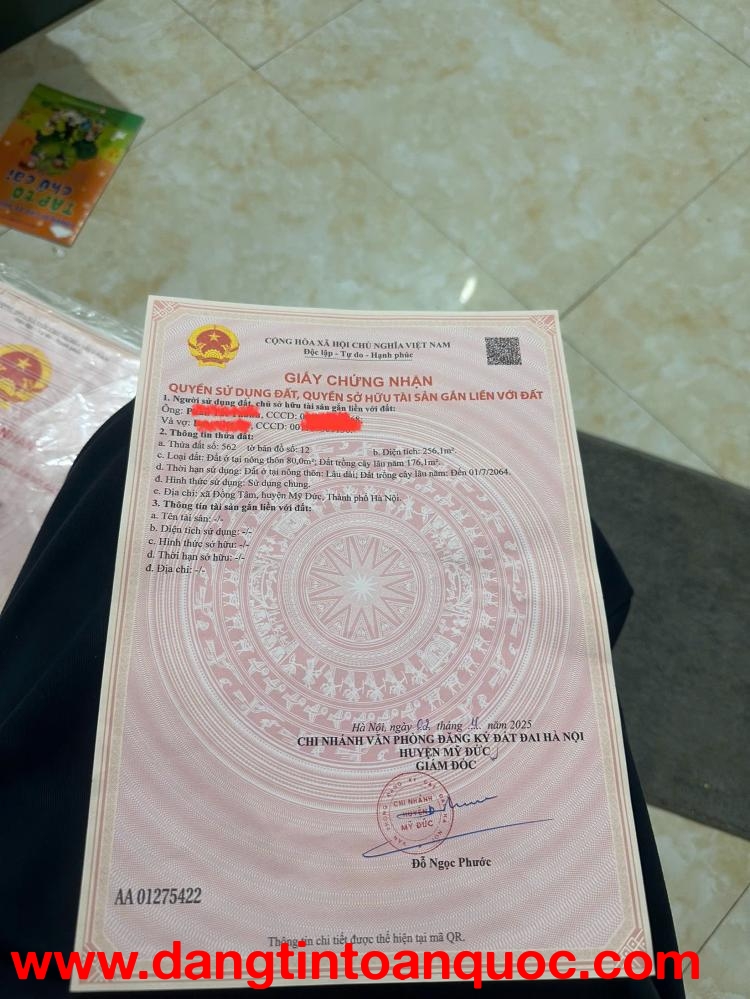 TẬP TÔ
CHỮ CÁI
CỘNG HÒA XÃ HỘI CHỦ NGHĨA VIỆT NAM
Độc lập - Tự do - Hạnh phúc
GIẤY CHỨNG NHẬN
QUYỀN SỬ DỤNG ĐẤT, QUYỀN SỞ HỮU TÀI SẢN GẮN LIỀN VỚI ĐẤT
1. Người sử dụng đất, chủ sở hữu tài sản gắn liền với đất:
Ông: CCCD:
Và vợ: , CCCD:
2. Thông tin thửa đất:
a. Thửa đất số: 562 tờ bản đồ số: 12 b. Diện tích: 256,1m².
c. Loại đất: Đất ở tại nông thôn 80,0m²; Đất trồng cây lâu năm 176,1m².
d. Thời hạn sử dụng: Đất ở tại nông thôn: Lâu dài; Đất trồng cây lâu năm: Đến 01/7/2064.
đ. Hình thức sử dụng: Sử dụng chung.
e. Địa chỉ: xã Đồng Tâm, huyện Mỹ Đức, Thành phố Hà Nội.
3. Thông tin tài sản gắn liền với đất:
a. Tên tài sản: -/-
b. Diện tích sử dụng: -/-
c. Hình thức sở hữu: -/-
d. Thời hạn sở hữu: -/-
đ. Địa chỉ: -/-
Hà Nội, ngày 02 tháng năm 2025
CHI NHÁNH VĂN PHÒNG ĐĂNG KÝ ĐẤT ĐAI HÀ NỘI
HUYỆN MỸ ĐỨC
GIÁM ĐỐC
CHI NHÁNH
HUYỆN
MỸ ĐỨC
Đỗ Ngọc Phước
AA 01275422
Thông tin chi tiết được thể hiện tại mã QR.
www.dangtintoanquoc.com